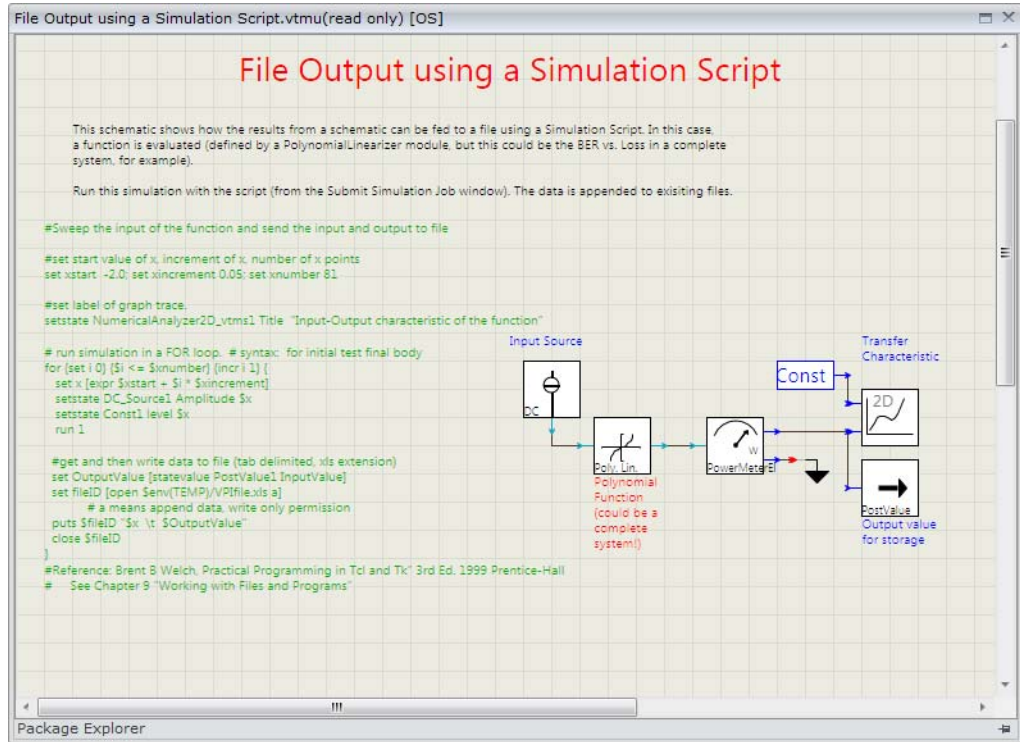 File Output using a Simulation Script.vtmu(read only) [OS]
File Output using a Simulation Script
This schematic shows how the results from a schematic can be fed to a file using a Simulation Script. In this case,
a function is evaluated (defined by a PolynomialLinearizer module, but this could be the BER vs. Loss in a complete
system, for example).
Run this simulation with the script (from the Submit Simulation Job window). The data is appended to exisiting files.
#Sweep the input of the function and send the input and output to file
#set start value of x, increment of x, number of x points
set xstart -2.0; set xincrement 0.05; set xnumber 81
#set label of graph trace.
setstate NumericalAnalyzer2D_vtms1 Title "Input-Output characteristic of the function"
# run simulation in a FOR loop. # syntax: for initial test final body
for {set i 0} {$i <= $xnumber} {incr i 1} {
set x [expr $xstart + $i * $xincrement]
setstate DC_Source1 Amplitude $x
setstate Const1 level $x
run 1
#get and then write data to file (tab delimited, xls extension)
set OutputValue [statevalue PostValue1 InputValue]
set fileID [open $env(TEMP)/VPIfile.xls a]
# a means append data, write only permission
puts $fileID "$x \t $OutputValue"
close $fileID
}
#Reference: Brent B Welch, Practical Programming in Tcl and Tk" 3rd Ed. 1999 Prentice-Hall
# See Chapter 9 "Working with Files and Programs"
Input Source
DC
Poly. Lin.
Polynomial
Function
(could be a
complete
system!)
W
PowerMeterEl
Const
Transfer
Characteristic
2D
PostValue
Output value
for storage
Package Explorer